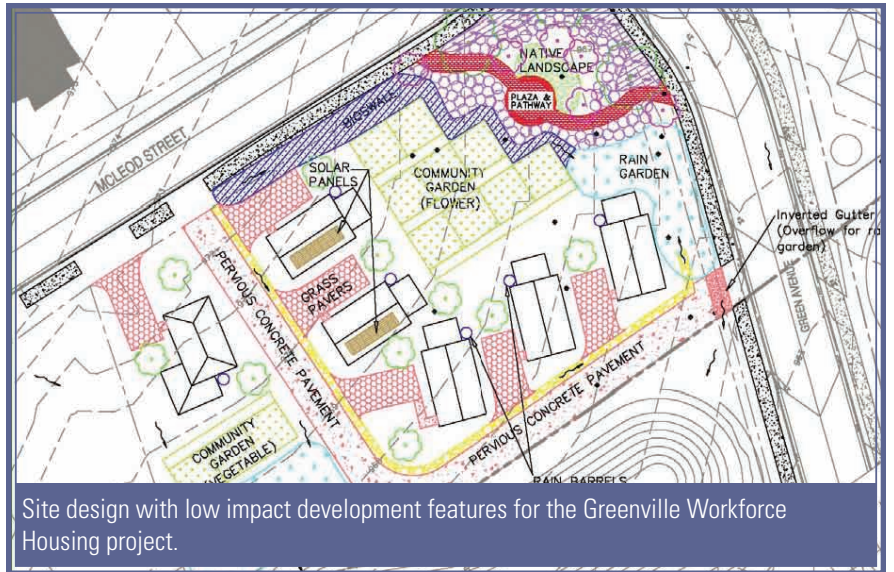 NATIVE
LANDSCAPE
PLAZA &
PATHWAY
BIOSWALE
MCLEOD STREET
SOLAR
PANELS
COMMUNITY
GARDEN
(FLOWER)
RAIN
GARDEN
Inverted Gutter
(Overflow for
garden)
GREEN AVENUE
GRASS
PAVERS
PERVIOUS CONCRETE PAVEMENT
PERVIOUS CONCRETE PAVEMENT
COMMUNITY
GARDEN
(VEGETABLE)
RAIN BARRELS
Site design with low impact development features for the Greenville Workforce
Housing project.